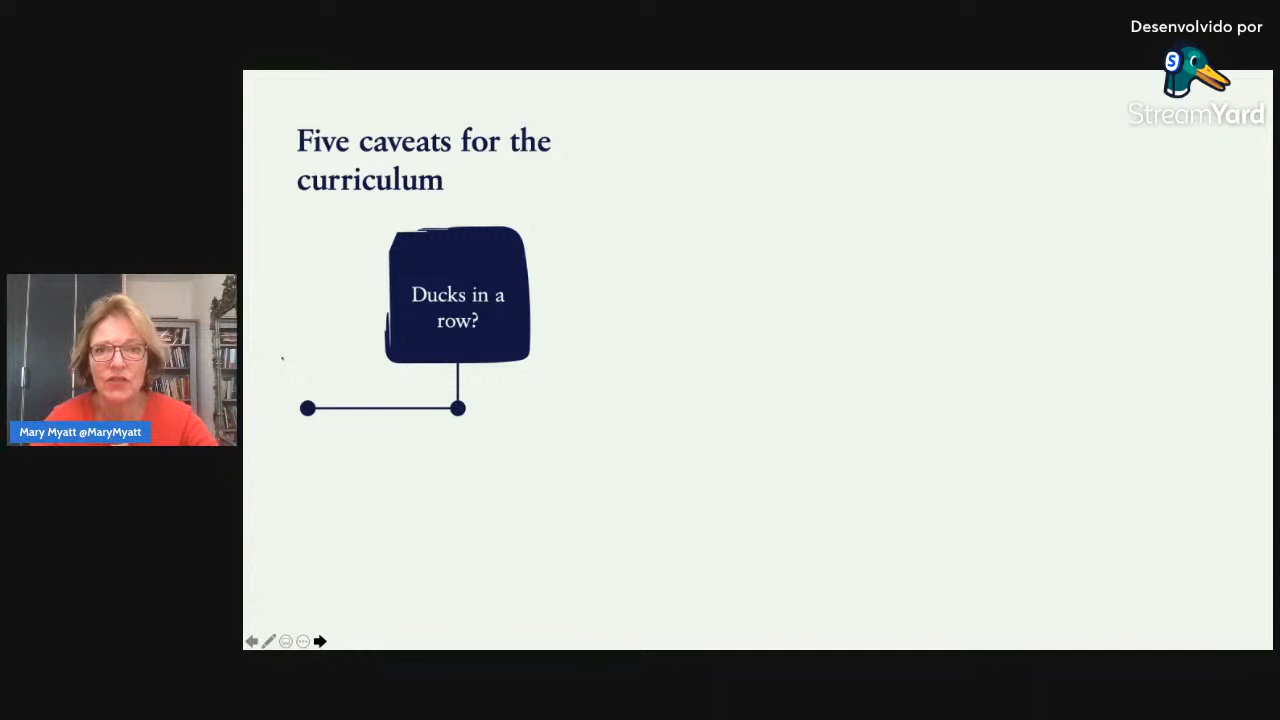 Desenvolvido por
S
StreamYard
Five caveats for the
curriculum
Ducks in a
row?
Mary Myatt @MaryMyatt